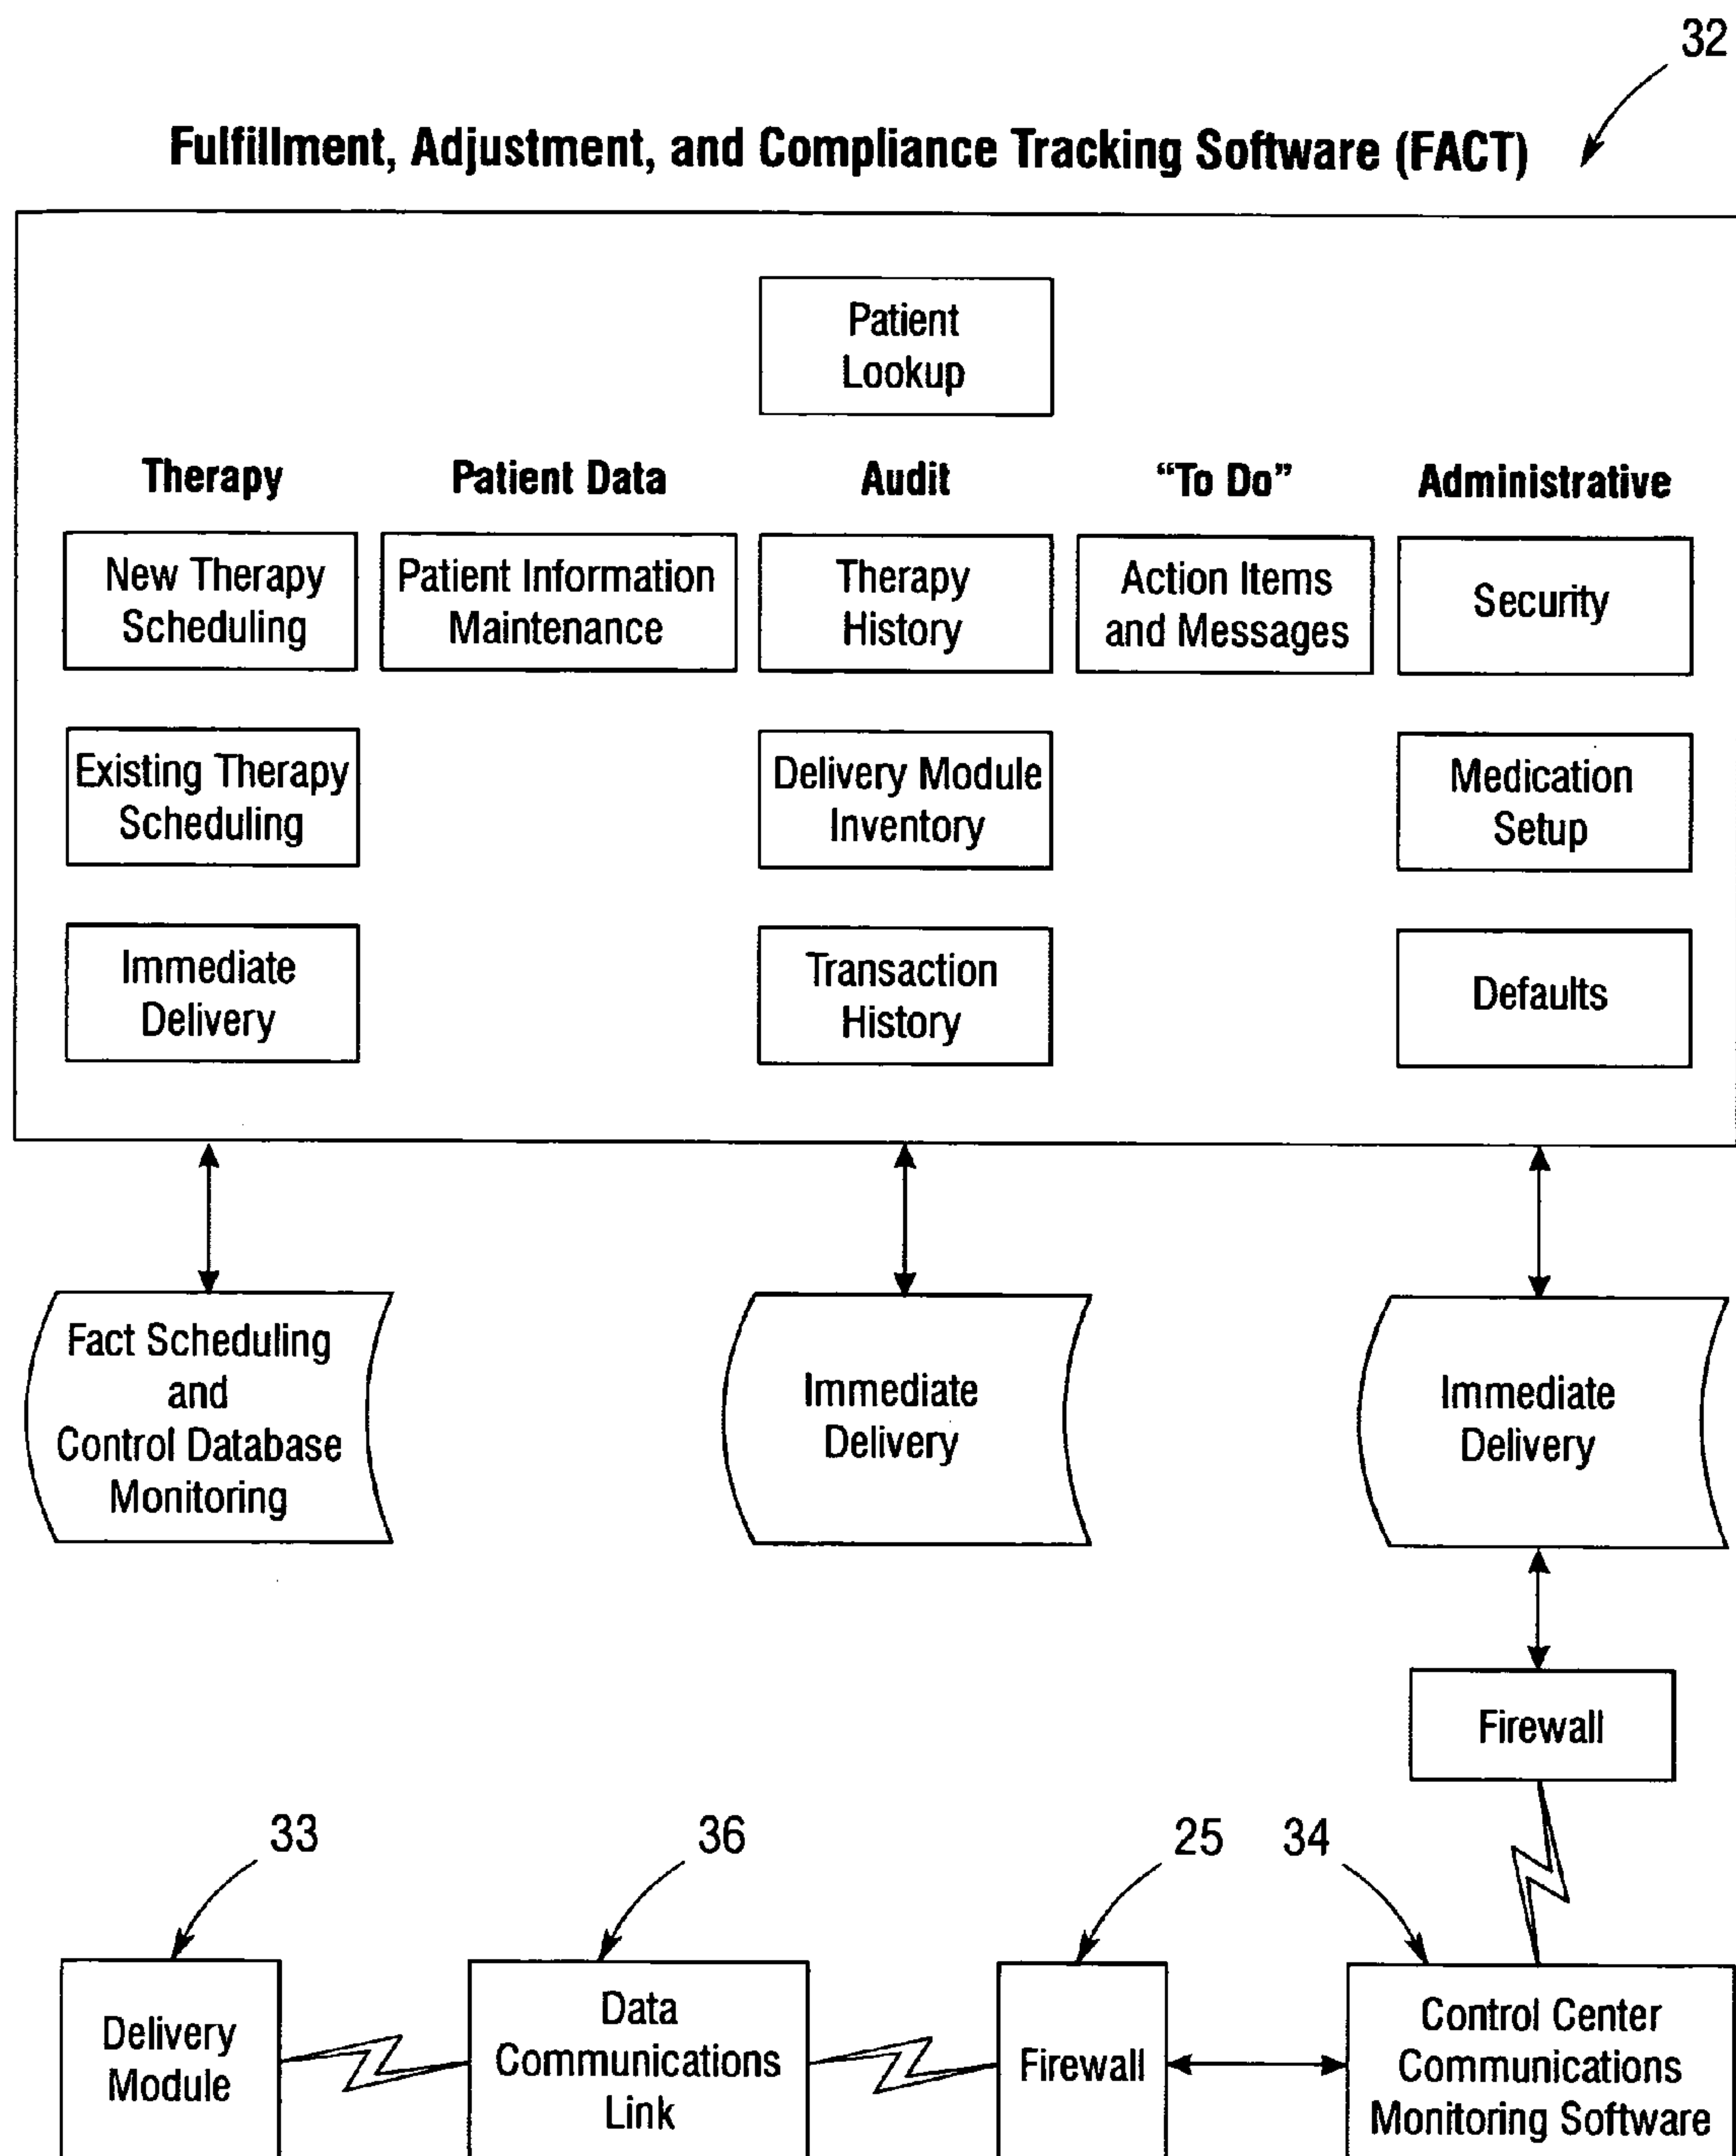 32
Fulfillment, Adjustment, and Compliance Tracking Software (FACT)
Patient
Lookup
Therapy
Patient Data
Audit
“To Do”
Administrative
New Therapy
Scheduling
Patient Information
Maintenance
Therapy
History
Action Items
and Messages
Security
Existing Therapy
Scheduling
Delivery Module
Inventory
Medication
Setup
Immediate
Delivery
Transaction
History
Defaults
Fact Scheduling
and
Control Database
Monitoring
Immediate
Delivery
Immediate
Delivery
Firewall
33
36
25
34
Delivery
Module
Data
Communications
Link
Firewall
Control Center
Communications
Monitoring Software